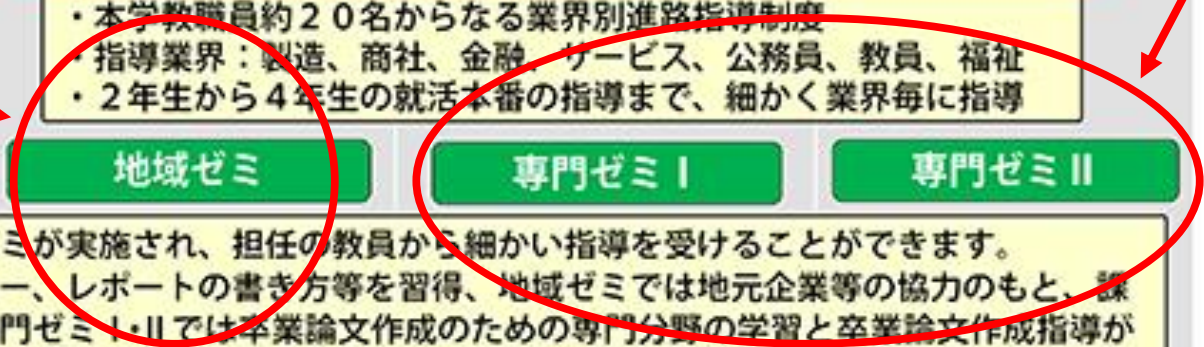 ・本学教職員約２０名からなる業界別進路指導制度
・指導業界：製造、商社、金融、サービス、公務員、教員、福祉
・２年生から４年生の就活本番の指導まで、細かく業界毎に指導
地域ゼミ 専門ゼミⅠ 専門ゼミⅡ
ミが実施され、担任の教員から細かい指導を受けることができます。
ー、レポートの書き方等を習得、地域ゼミでは地元企業等の協力のもと、課
門ゼミⅠ・Ⅱでは卒業論文作成のための専門分野の学習と卒業論文作成指導が